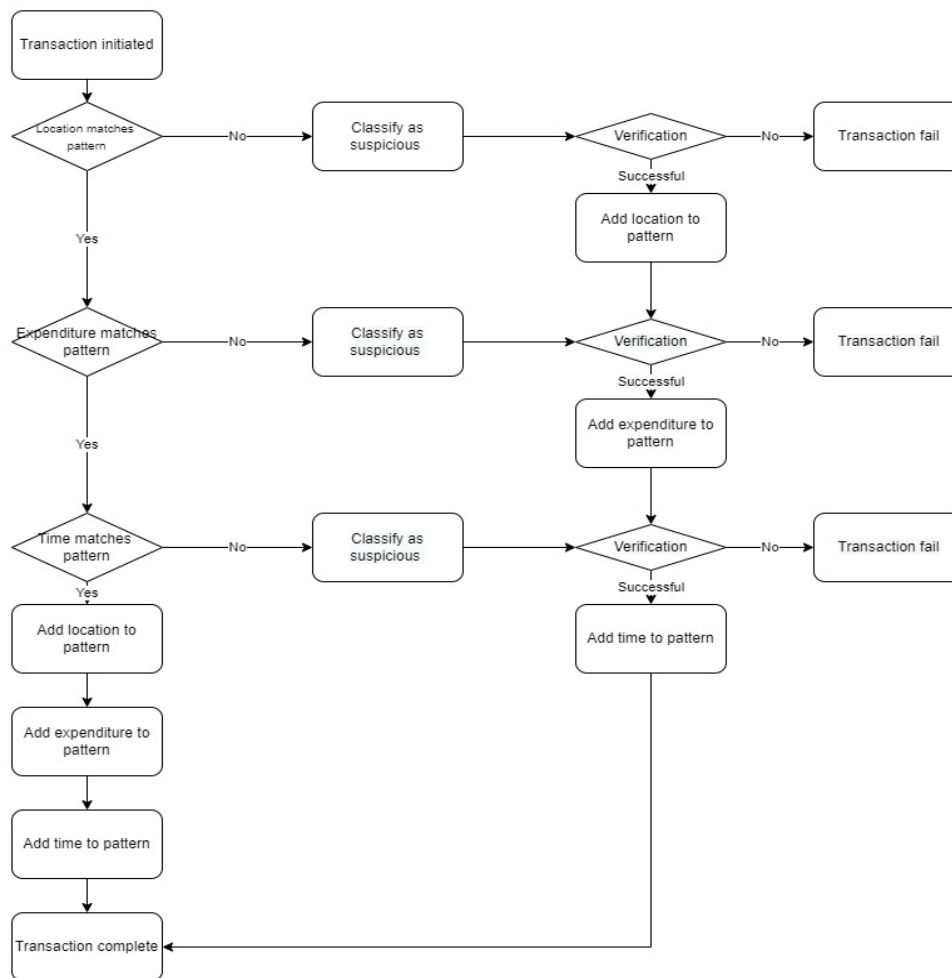 Transaction initiated
Location matches
pattern
No
Classify as
suspicious
Verification
No
Transaction fail
Successful
Add location to
pattern
Yes
Expenditure matches
pattern
No
Classify as
suspicious
Verification
No
Transaction fail
Successful
Add expenditure to
pattern
Yes
Time matches
pattern
No
Classify as
suspicious
Verification
No
Transaction fail
Yes
Successful
Add location to
pattern
Add time to pattern
Add expenditure to
pattern
Add time to pattern
Transaction complete